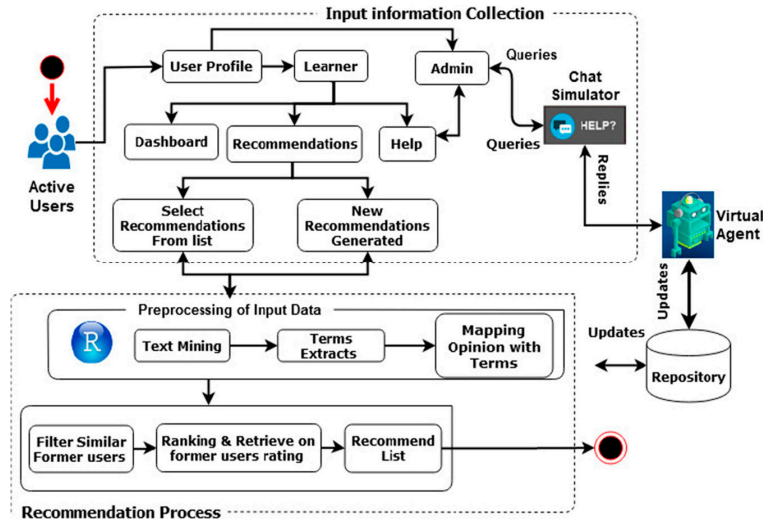 Input information Collection
User Profile
Learner
Admin
Queries
Chat
Simulator
HELP?
Queries
Replies
Active
Users
Dashboard
Recommendations
Help
Select
Recommendations
From list
New
Recommendations
Generated
Virtual
Agent
Updates
Preprocessing of Input Data
R
Text Mining
Terms
Extracts
Mapping
Opinion with
Terms
Updates
Repository
Filter Similar
Former users
Ranking & Retrieve on
former users rating
Recommend
List
Recommendation Process